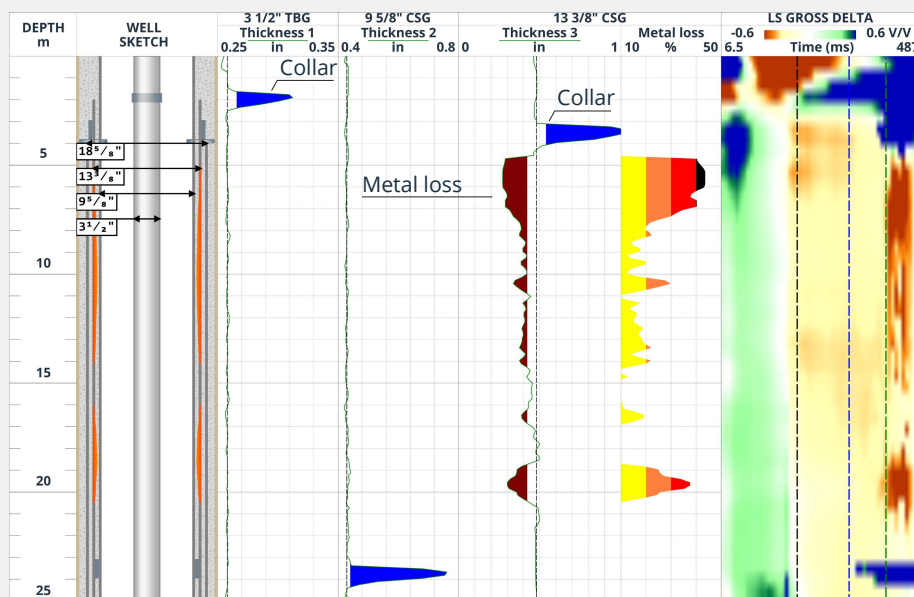 DEPTH
m
WELL
SKETCH
3 1/2" TBG
Thickness 1
0.25 in 0.35
9 5/8" CSG
Thickness 2
0.4 in 0.8
13 3/8" CSG
Thickness 3
0 in 1
Metal loss
10 % 50
LS GROSS DELTA
-0.6 0.6 V/V
6.5 Time (ms) 487
Collar
Collar
5
18⁵/₈"
13³/₈"
9⁵/₈"
3¹/₂"
Metal loss
10
15
20
25